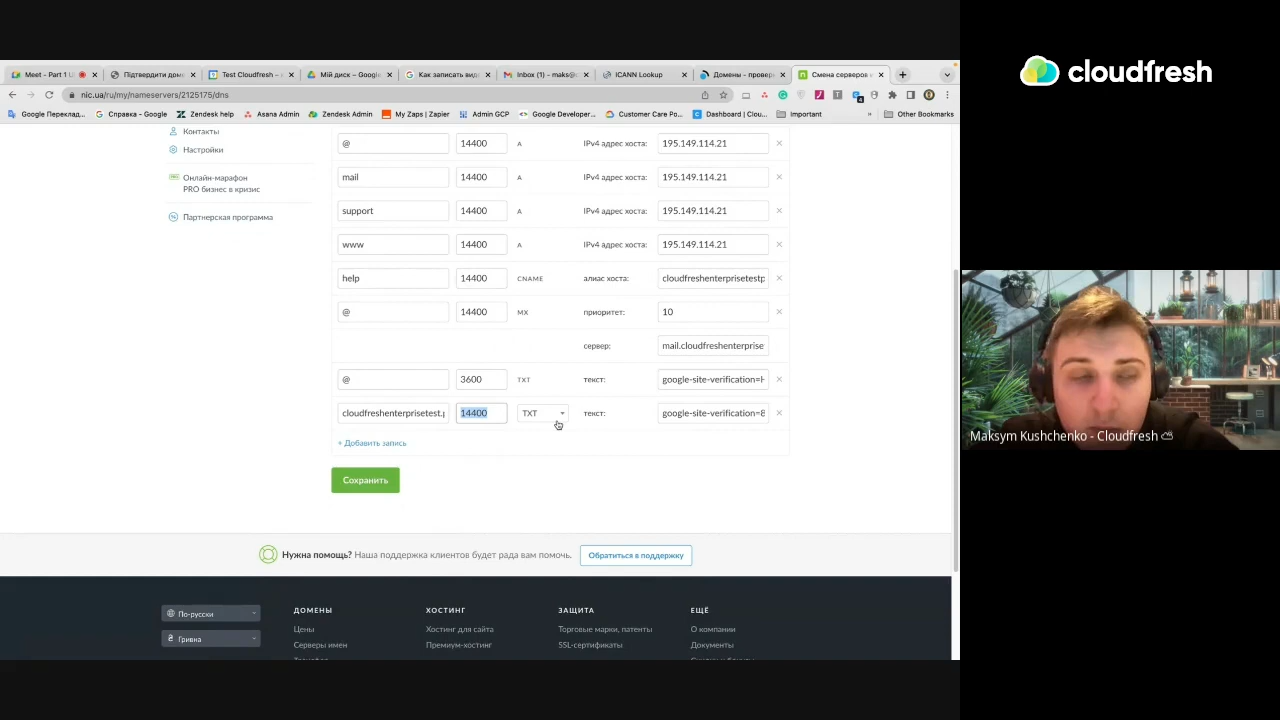 cloudfresh
Meet - Part 1 U
Підтвердити дом
Test Cloudfresh -
Мій диск – Google
Как записать вид
Inbox (1) - maks@c
ICANN Lookup
Домены - провер
Смена серверов и
nic.ua/ru/my/nameservers/2125175/dns
Google Переклад...
Справка - Google
Zendesk help
Asana Admin
Zendesk Admin
My Zaps | Zapier
Admin GCP
Google Developer...
Customer Care Po...
Dashboard | Clou...
Important
Other Bookmarks
Контакты
Настройки
Онлайн-марафон
PRO бизнес в кризис
Партнерская программа
@ 14400 A IPv4 адрес хоста: 195.149.114.21
mail 14400 A IPv4 адрес хоста: 195.149.114.21
support 14400 A IPv4 адрес хоста: 195.149.114.21
www 14400 A IPv4 адрес хоста: 195.149.114.21
help 14400 CNAME алиас хоста: cloudfreshenterprisetestp
@ 14400 MX приоритет: 10
сервер: mail.cloudfreshenterprise
@ 3600 TXT текст: google-site-verification=H
cloudfreshenterprisetest.p 14400 TXT текст: google-site-verification=8
+ Добавить запись
Сохранить
Нужна помощь? Наша поддержка клиентов будет рада вам помочь.
Обратиться в поддержку
По-русски
Гривна
ДОМЕНЫ
Цены
Серверы имен
ХОСТИНГ
Хостинг для сайта
Премиум-хостинг
ЗАЩИТА
Торговые марки, патенты
SSL-сертификаты
ЕЩЁ
О компании
Документы
Maksym Kushchenko - Cloudfresh